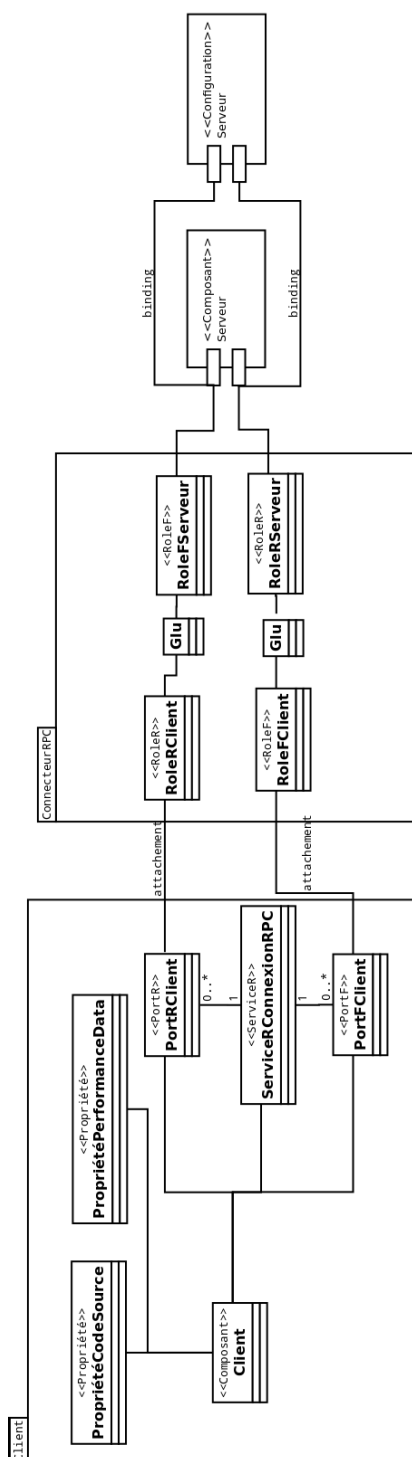 Client
<<Propriété>>
PropriétéCodeSource
<<Propriété>>
PropriétéPerformanceData
<<Composant>>
Client
<<PortR>>
PortRClient
0..*
1
<<ServiceR>>
ServiceRConnexionRPC
1
0..*
<<PortF>>
PortFClient
attachement
attachement
ConnecteurRPC
<<RoleR>>
RoleRClient
Glu
<<RoleF>>
RoleFServeur
<<RoleF>>
RoleFClient
Glu
<<RoleR>>
RoleRServeur
binding
<<Composant>>
Serveur
binding
<<Configuration>>
Serveur